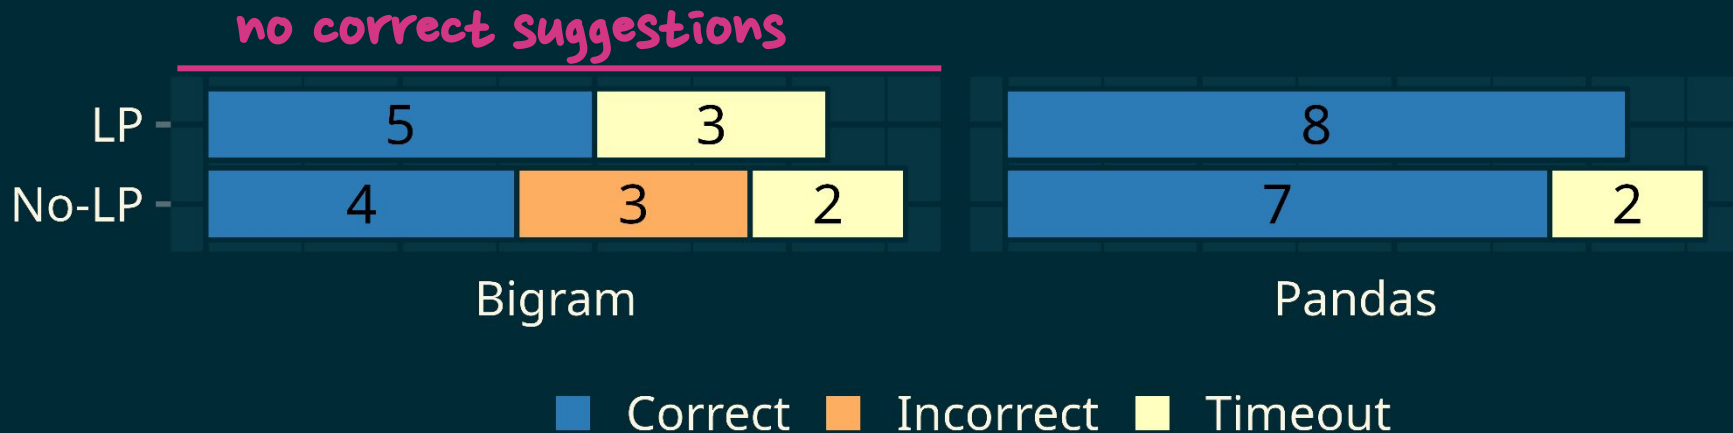 no correct suggestions
LP 5 3 8
No-LP 4 3 2 7 2
Bigram Pandas
Correct Incorrect Timeout